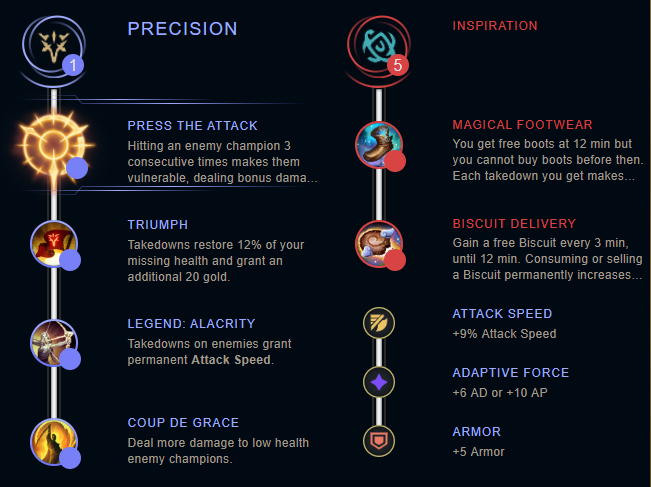 PRECISION
1
PRESS THE ATTACK
Hitting an enemy champion 3
consecutive times makes them
vulnerable, dealing bonus dama...
TRIUMPH
Takedowns restore 12% of your
missing health and grant an
additional 20 gold.
LEGEND: ALACRITY
Takedowns on enemies grant
permanent Attack Speed.
COUP DE GRACE
Deal more damage to low health
enemy champions.
INSPIRATION
5
MAGICAL FOOTWEAR
You get free boots at 12 min but
you cannot buy boots before then.
Each takedown you get makes...
BISCUIT DELIVERY
Gain a free Biscuit every 3 min,
until 12 min. Consuming or selling
a Biscuit permanently increases...
ATTACK SPEED
+9% Attack Speed
ADAPTIVE FORCE
+6 AD or +10 AP
ARMOR
+5 Armor